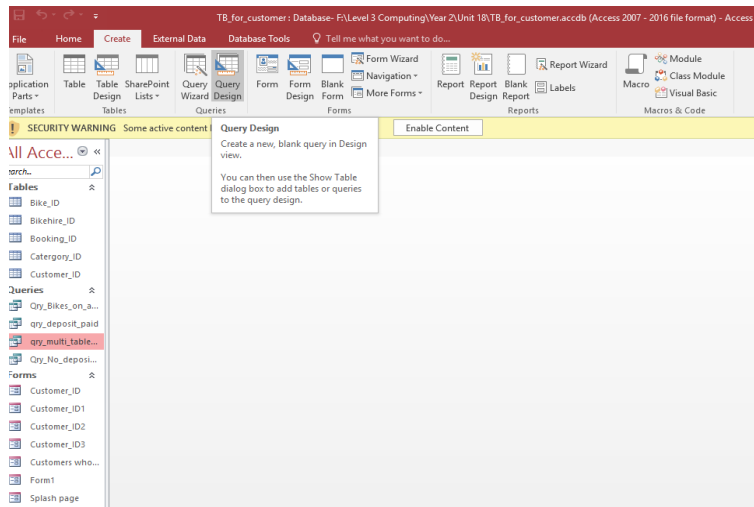 TB_for_customer : Database- F:\Level 3 Computing\Year 2\Unit 18\TB_for_customer.accdb (Access 2007 - 2016 file format) - Access
File Home Create External Data Database Tools Tell me what you want to do...
pplication Parts
Table
Table Design
SharePoint Lists
Query Wizard
Query Design
Form
Form Design
Blank Form
Form Wizard
Navigation
More Forms
Report
Report Design
Blank Report
Report Wizard
Labels
Macro
Module
Class Module
Visual Basic
emplates Tables Queries Forms Reports Macros & Code
SECURITY WARNING Some active content
Enable Content
Query Design
Create a new, blank query in Design
view.
You can then use the Show Table
dialog box to add tables or queries
to the query design.
All Acce...
earch...
Tables
Bike_ID
Bikehire_ID
Booking_ID
Catergory_ID
Customer_ID
Queries
Qry_Bikes_on_a...
qry_deposit_paid
qry_multi_table...
Qry_No_deposi...
Forms
Customer_ID
Customer_ID1
Customer_ID2
Customer_ID3
Customers who...
Form1
Splash page